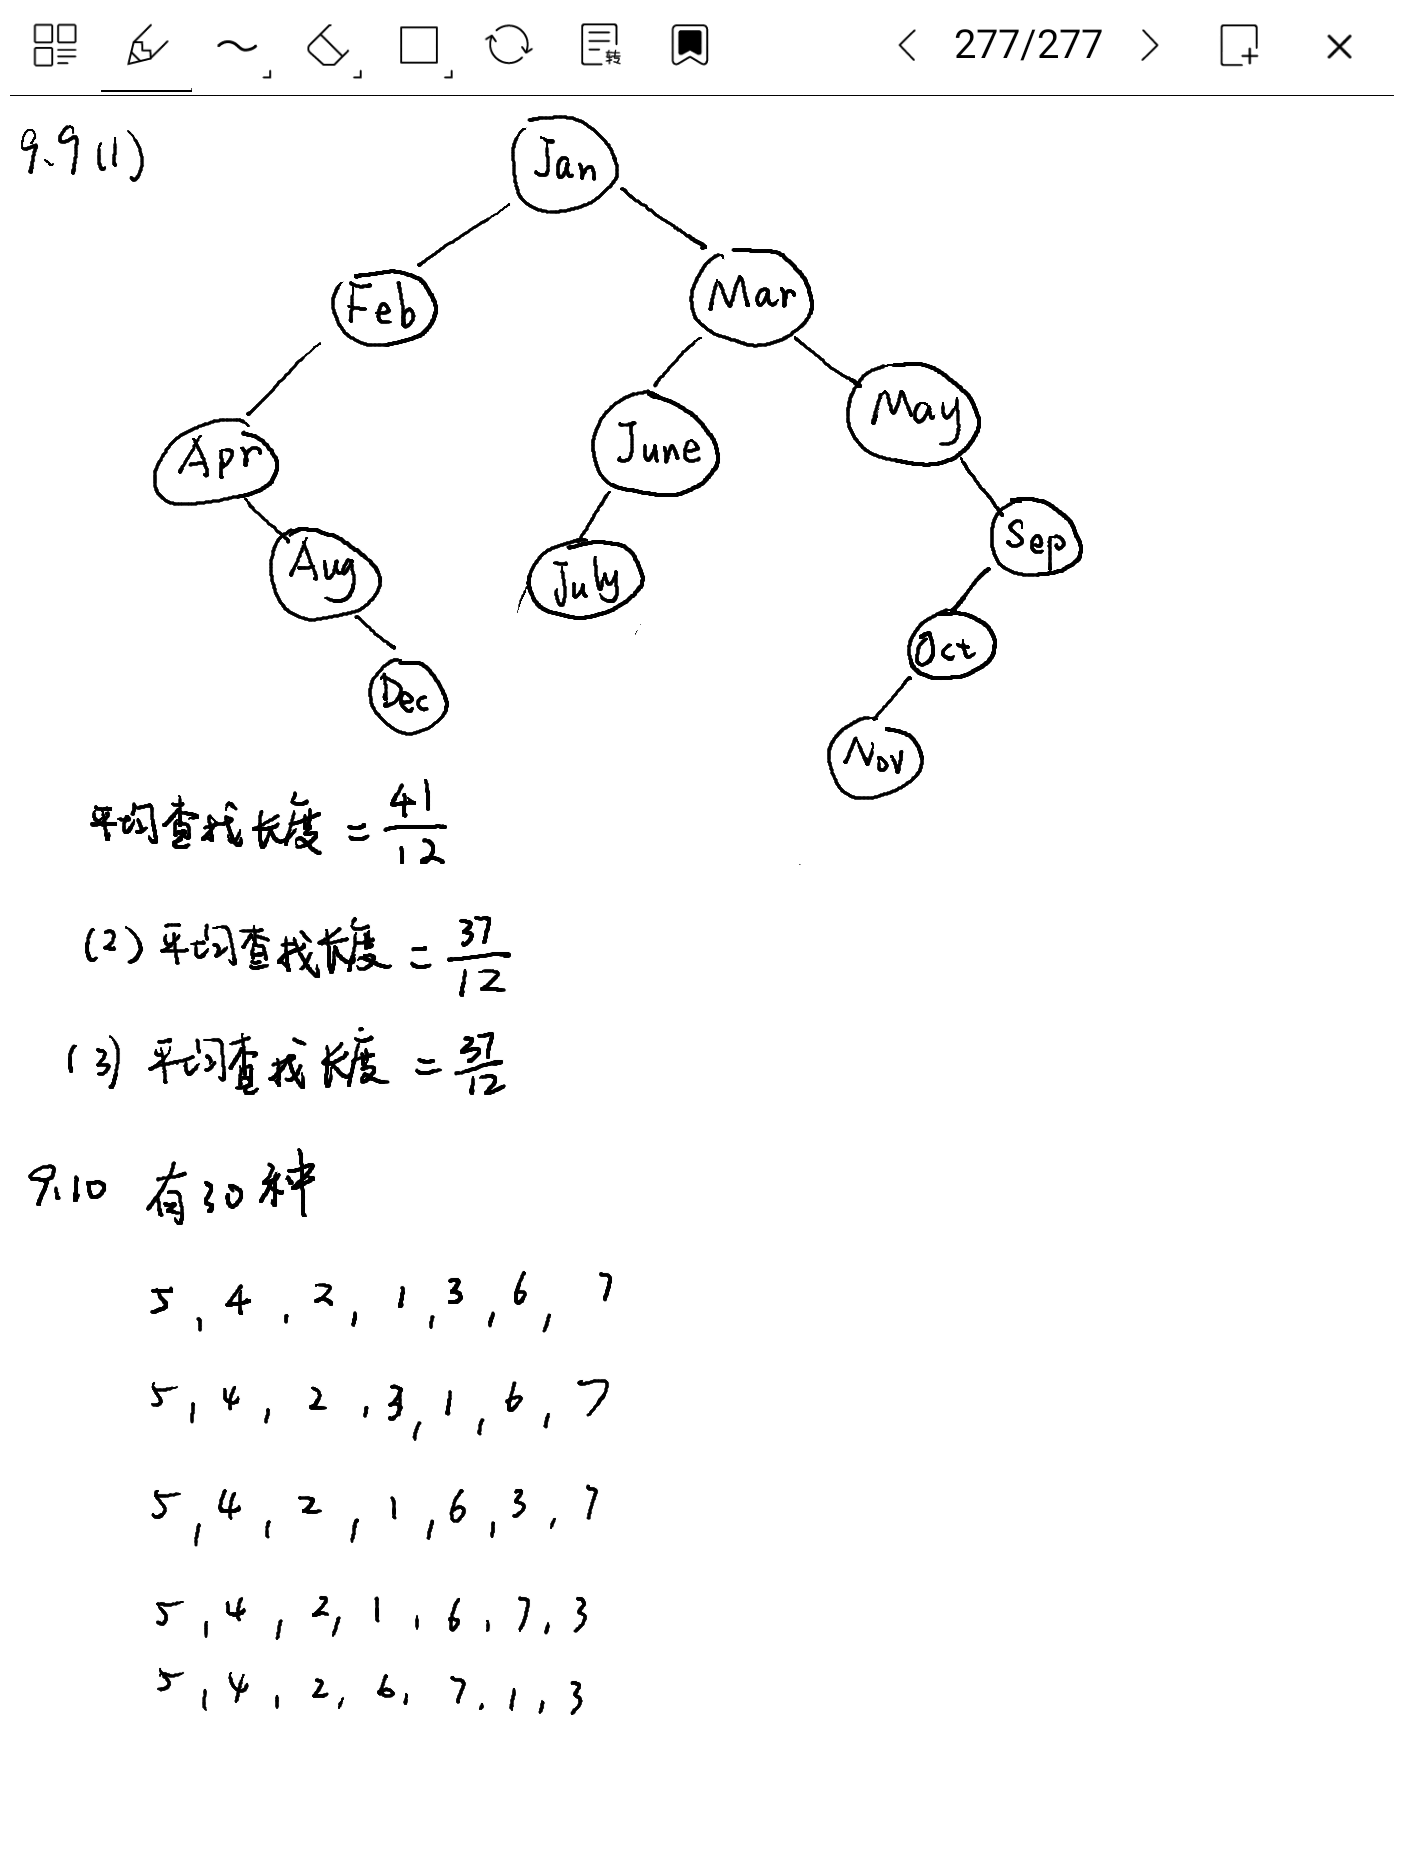 转
277/277
9.9 (1)
Jan
Feb
Mar
Apr
June
May
Aug
July
Sep
Dec
Oct
Nov
平均查找长度 = 41/12
(2) 平均查找长度 = 37/12
(3) 平均查找长度 = 37/12
9.10 有30种
5, 4, 2, 1, 3, 6, 7
5, 4, 2, 3, 1, 6, 7
5, 4, 2, 1, 6, 3, 7
5, 4, 2, 1, 6, 7, 3
5, 4, 2, 6, 7, 1, 3